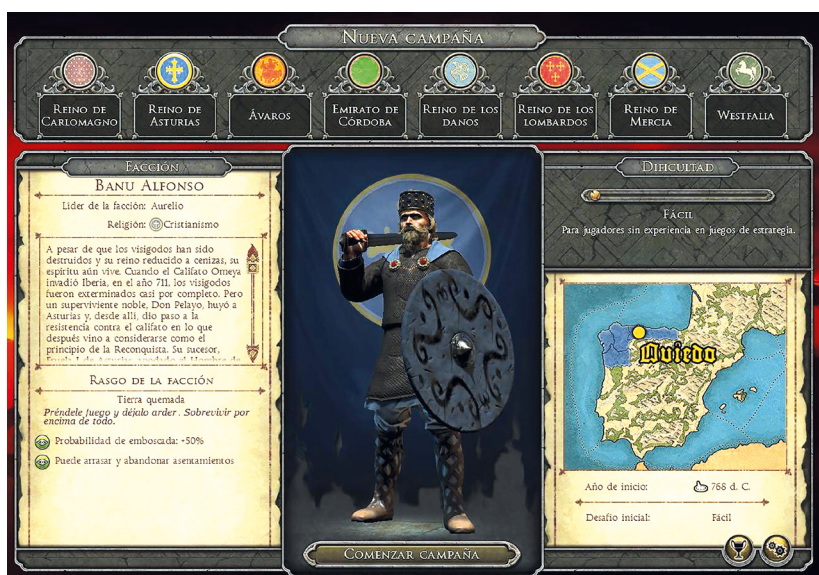 NUEVA CAMPAÑA
REINO DE
CARLOMAGNO
REINO DE
ASTURIAS
ÁVAROS
EMIRATO DE
CÓRDOBA
REINO DE LOS
DANOS
REINO DE LOS
LOMBARDOS
REINO DE
MERCIA
WESTFALIA
FACCIÓN
BANU ALFONSO
Líder de la facción: Aurelio
Religión: Cristianismo
A pesar de que los visigodos han sido
destruidos y su reino reducido a cenizas, su
espíritu aún vive. Cuando el Califato Omeya
invadió Iberia, en el año 711, los visigodos
fueron exterminados casi por completo. Pero
un superviviente noble, Don Pelayo, huyó a
Asturias y, desde allí, dio paso a la
resistencia contra el califato en lo que
después vino a considerarse como el
principio de la Reconquista. Su sucesor,
RASGO DE LA FACCIÓN
Tierra quemada
Préndele fuego y déjalo arder. Sobrevivir por
encima de todo.
Probabilidad de emboscada: +50%
Puede arrasar y abandonar asentamientos
COMENZAR CAMPAÑA
DIFICULTAD
FÁCIL
Para jugadores sin experiencia en juegos de estrategia.
Oviedo
Año de inicio: 768 d. C.
Desafío inicial: Fácil